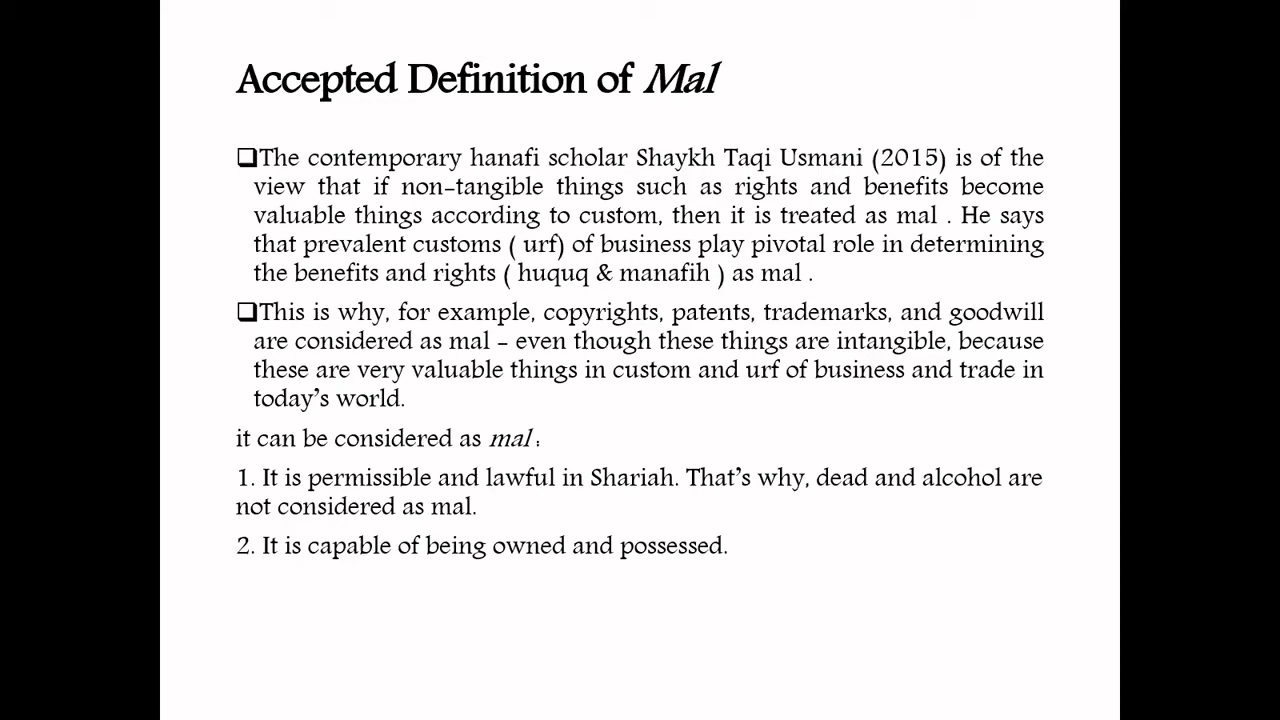 Accepted Definition of Mal
❑The contemporary hanafi scholar Shaykh Taqi Usmani (2015) is of the
view that if non-tangible things such as rights and benefits become
valuable things according to custom, then it is treated as mal . He says
that prevalent customs ( urf) of business play pivotal role in determining
the benefits and rights ( huquq & manafih ) as mal .
❑This is why, for example, copyrights, patents, trademarks, and goodwill
are considered as mal – even though these things are intangible, because
these are very valuable things in custom and urf of business and trade in
today's world.
it can be considered as mal :
1. It is permissible and lawful in Shariah. That's why, dead and alcohol are
not considered as mal.
2. It is capable of being owned and possessed.